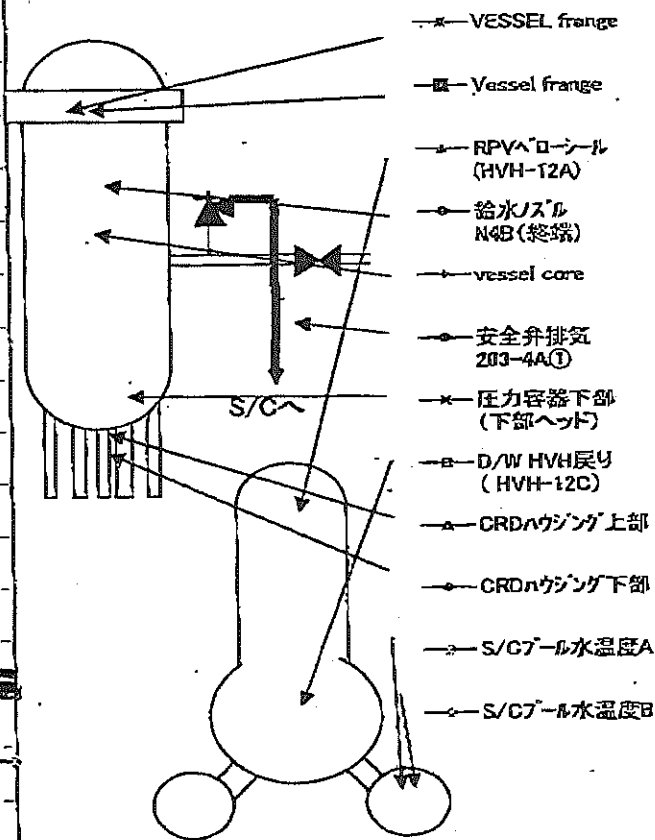 VESSEL frange
Vessel frange
RPVベローシール
(HVH-12A)
給水ノズル
N4B(終端)
vessel core
安全弁排気
203-4A①
圧力容器下部
(下部ヘッド)
D/W HVH戻り
( HVH-12C)
CRDハウジング上部
CRDハウジング下部
S/Cプール水温度A
S/Cプール水温度B
S/Cへ